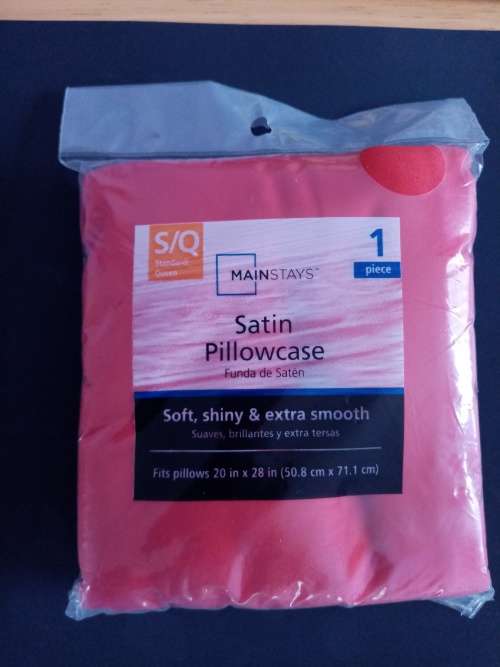 S/Q
Standard
Queen
1
piece
MAINSTAYS™
Satin
Pillowcase
Funda de Satén
Soft, shiny & extra smooth
Suaves, brillantes y extra tersas
Fits pillows 20 in x 28 in (50.8 cm x 71.1 cm)